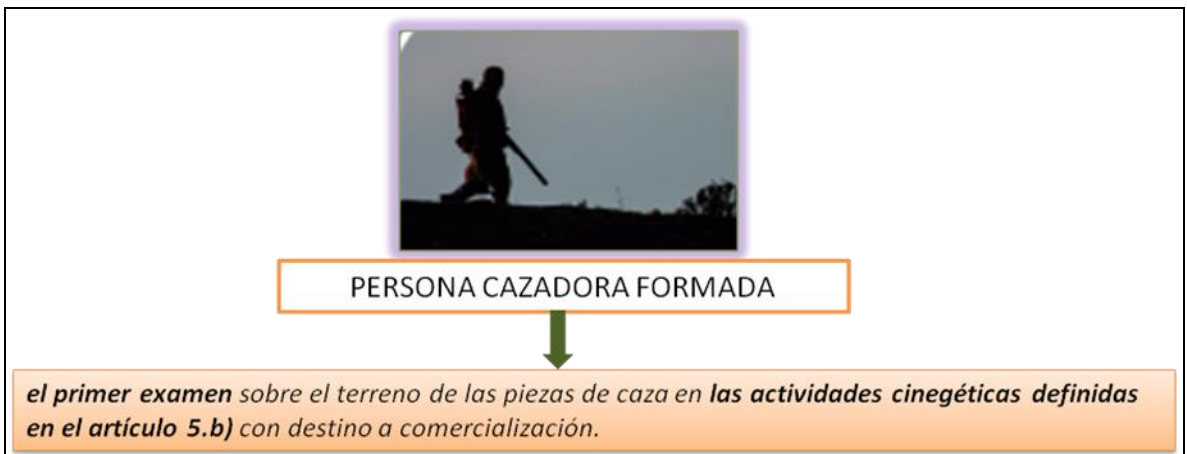 PERSONA CAZADORA FORMADA
el primer examen sobre el terreno de las piezas de caza en las actividades cinegéticas definidas
en el artículo 5.b) con destino a comercialización.